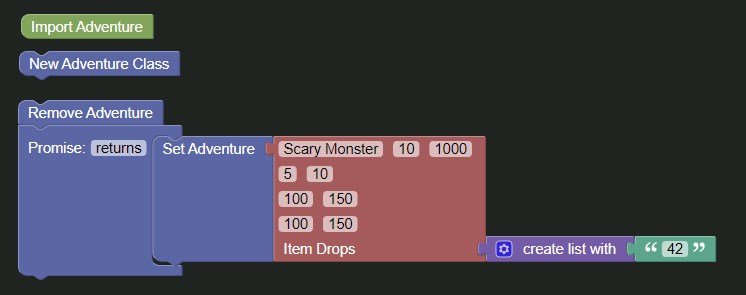 Import Adventure
New Adventure Class
Remove Adventure
Promise: returns Set Adventure Scary Monster 10 1000
5 10
100 150
100 150
Item Drops create list with “ 42 ”